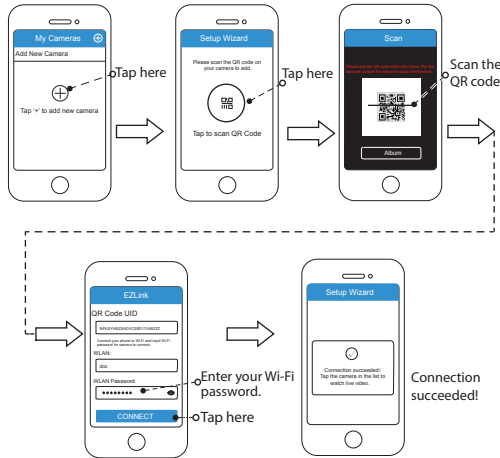 My Cameras
Add New Camera
Tap '+' to add new camera
Tap here
Setup Wizard
Please scan the QR code on
your camera to add.
Tap to scan QR Code
Tap here
Scan
Album
Scan the
QR code
EZLink
QR Code UID
Connect your phone to Wi-Fi and input Wi-Fi
password for camera to connect.
WLAN:
doc
WLAN Password:
Enter your Wi-Fi
password.
CONNECT
Tap here
Setup Wizard
Connection succeeded!
Tap the camera in the list to
watch live video.
Connection
succeeded!